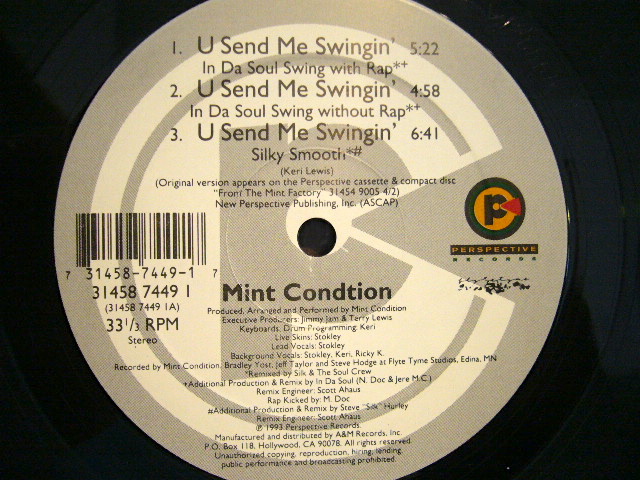 1. U Send Me Swingin' 5:22
In Da Soul Swing with Rap*+
2. U Send Me Swingin' 4:58
In Da Soul Swing without Rap*+
3. U Send Me Swingin' 6:41
Silky Smooth*#
(Keri Lewis)
(Original version appears on the Perspective cassette & compact disc
"From The Mint Factory" 31454 9005 4/2)
New Perspective Publishing, Inc. (ASCAP)
P
PERSPECTIVE
RECORDS
7 31458-7449-1 7
31458 7449 1
(31458 7449 1A)
33 1/3 RPM
Stereo
Mint Condtion
Produced, Arranged and Performed by Mint Condition
Executive Producers: Jimmy Jam & Terry Lewis
Keyboards, Drum Programming: Keri
Live Skins: Stokley
Lead Vocals: Stokley
Background Vocals: Stokley, Keri, Ricky K.
Recorded by Mint Condition, Bradley Yost, Jeff Taylor and Steve Hodge at Flyte Tyme Studios, Edina, MN
*Remixed by Silk & The Soul Crew
+Additional Production & Remix by In Da Soul (N. Doc & Jere M.C.)
Remix Engineer: Scott Ahaus
Rap Kicked by: M. Doc
#Additional Production & Remix by Steve "Silk" Hurley
Remix Engineer: Scott Ahaus
℗ 1993 Perspective Records.
Manufactured and distributed by A&M Records, Inc.
P.O. Box 118, Hollywood, CA 90078. All rights reserved.
Unauthorized copying, reproduction, hiring, lending,
public performance and broadcasting prohibited.